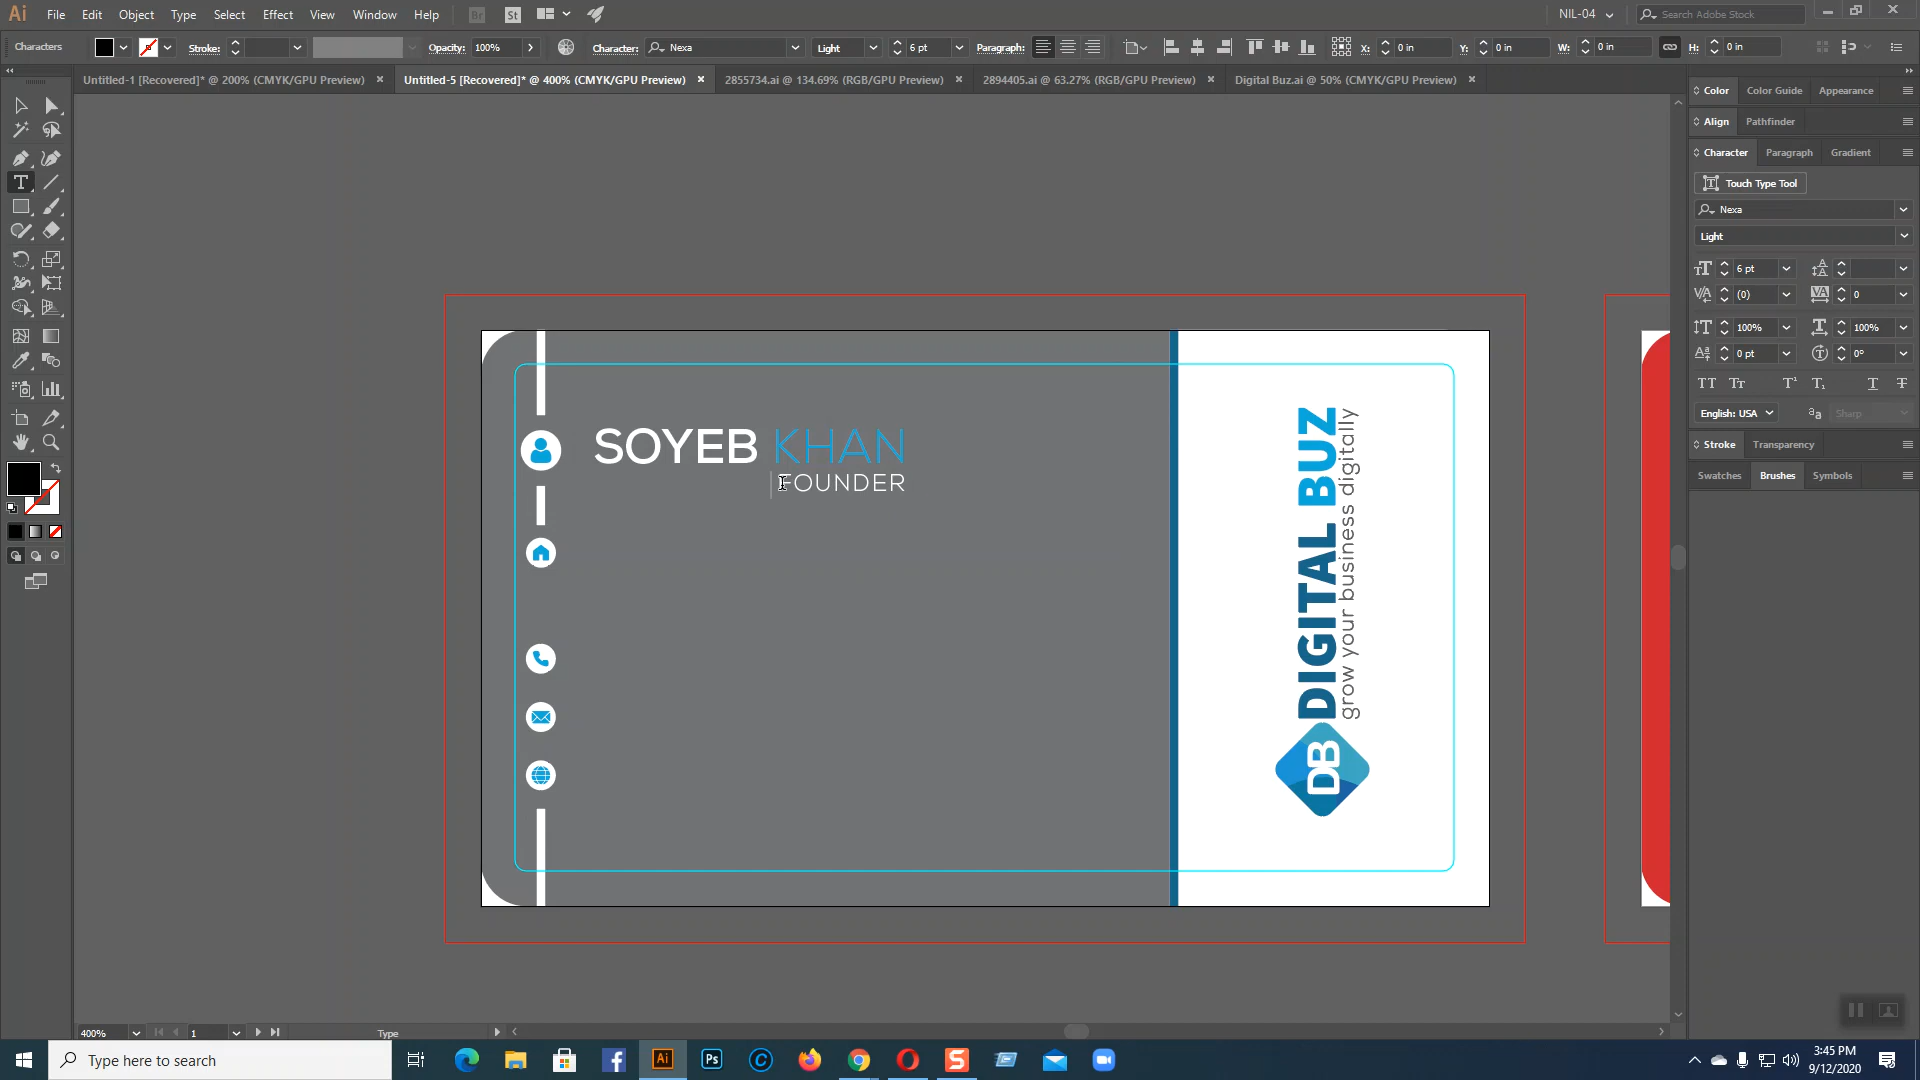 Ai File Edit Object Type Select Effect View Window Help Br St NIL-04 Search Adobe Stock
Characters Stroke: Opacity: 100% Character: Nexa Light 6 pt Paragraph: X: 0 in Y: 0 in W: 0 in H: 0 in
Untitled-1 [Recovered]* @ 200% (CMYK/GPU Preview) Untitled-5 [Recovered]* @ 400% (CMYK/GPU Preview) 2855734.ai @ 134.69% (RGB/GPU Preview) 2894405.ai @ 63.27% (RGB/GPU Preview) Digital Buz.ai @ 50% (CMYK/GPU Preview)
Color Color Guide Appearance
Align Pathfinder
Character Paragraph Gradient
Touch Type Tool
Nexa
Light
6 pt
(0) 0
100% 100%
0 pt 0°
English: USA Sharp
Stroke Transparency
Swatches Brushes Symbols
SOYEB KHAN
FOUNDER
DIGITAL BUZ
grow your business digitally
DB
400% 1 Type
Type here to search
Ai Ps C S
3:45 PM
9/12/2020